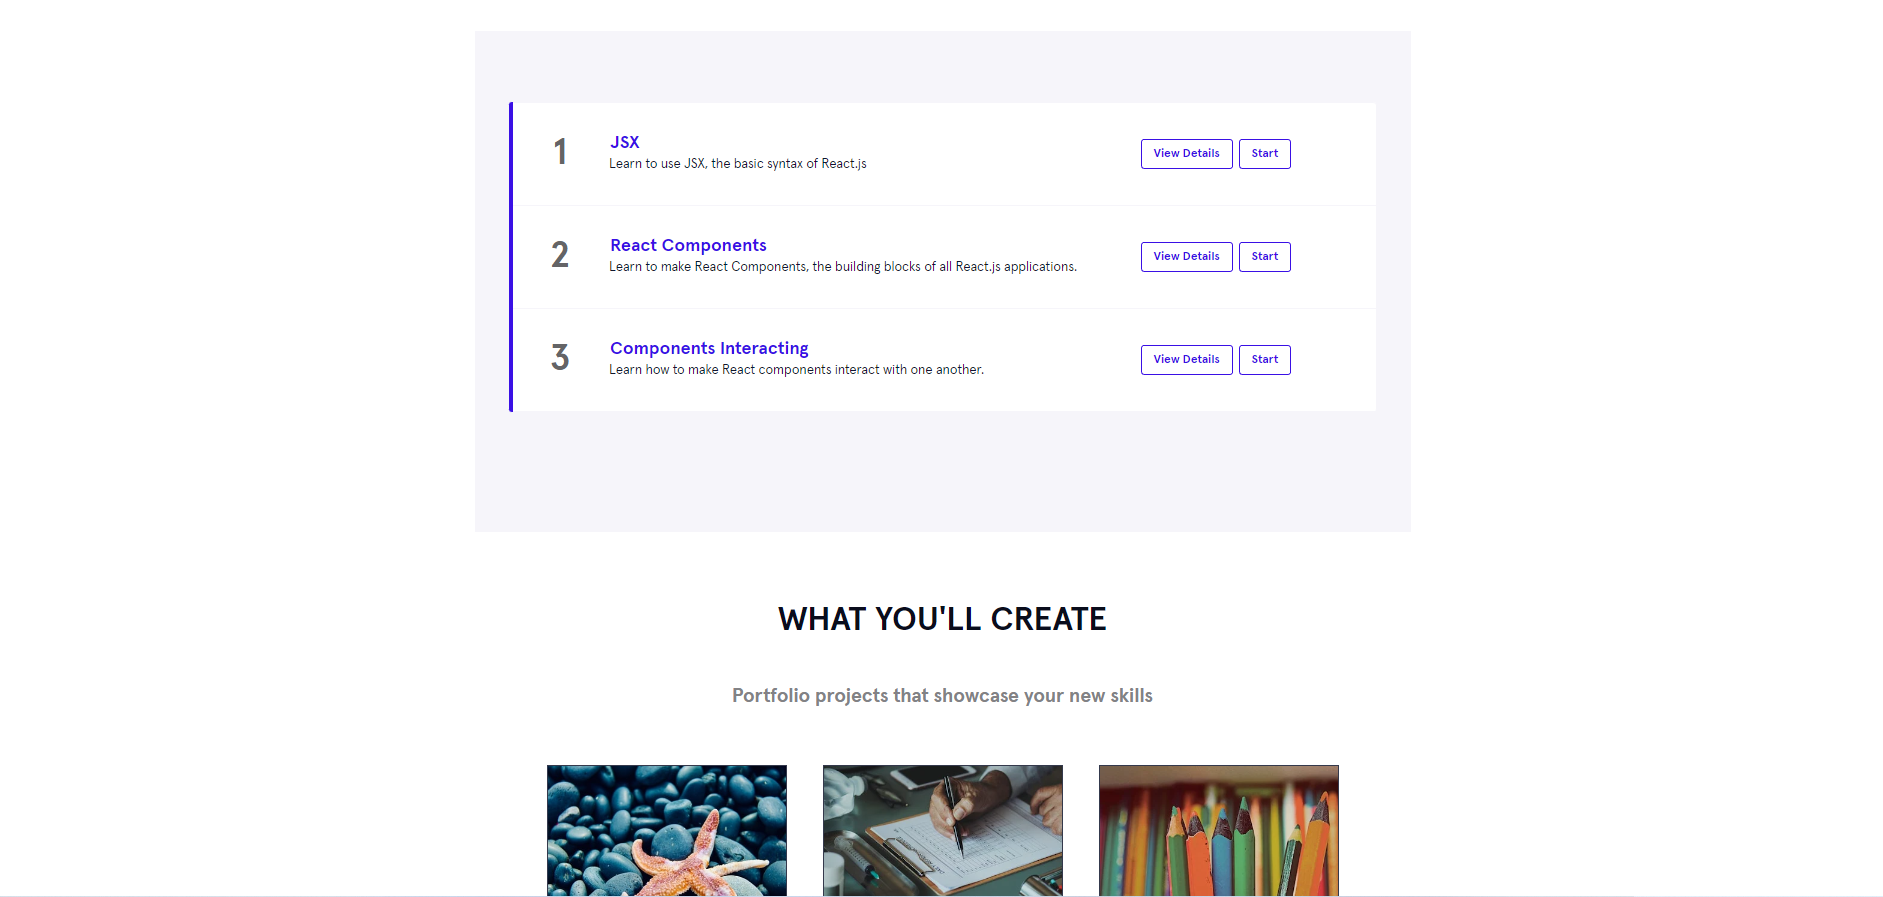 1
JSX
Learn to use JSX, the basic syntax of React.js
View Details
Start
2
React Components
Learn to make React Components, the building blocks of all React.js applications.
View Details
Start
3
Components Interacting
Learn how to make React components interact with one another.
View Details
Start
WHAT YOU'LL CREATE
Portfolio projects that showcase your new skills